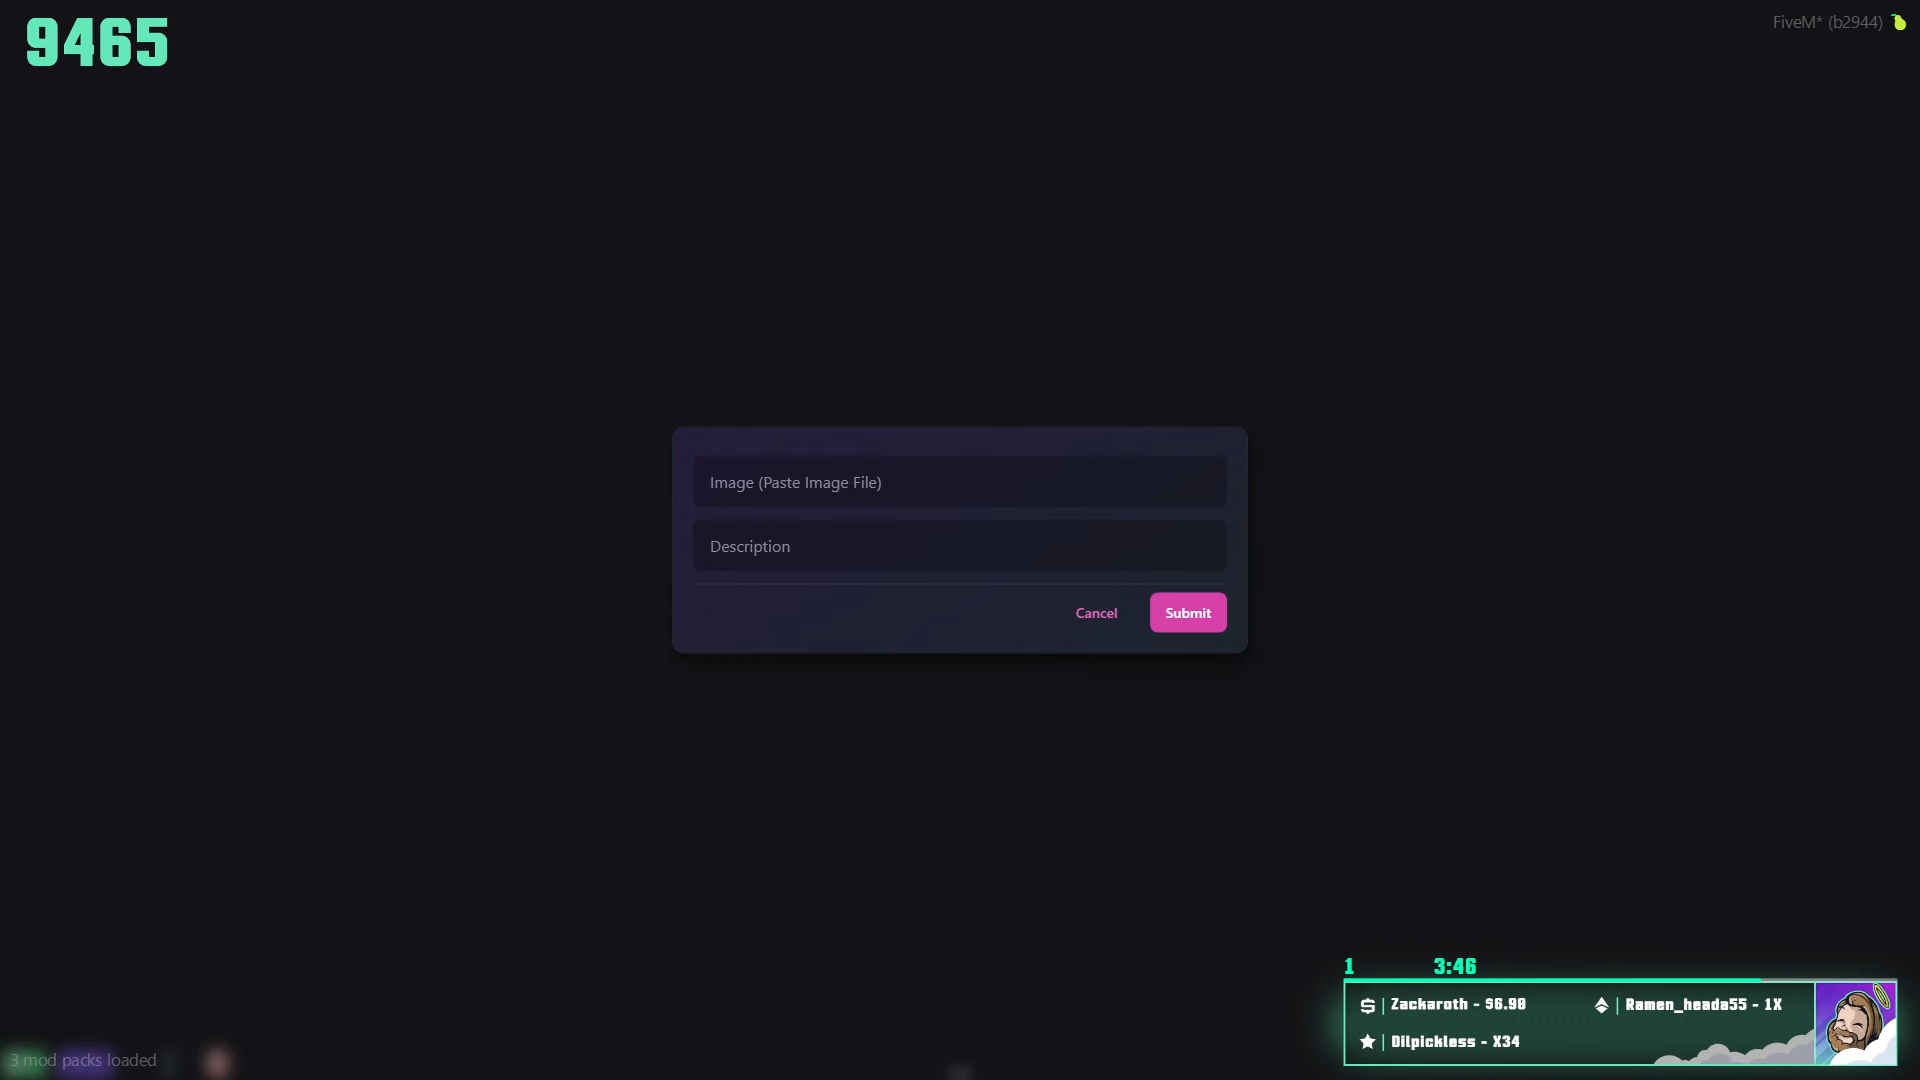 9465
FiveM* (b2944)
Image (Paste Image File)
Description
Cancel
Submit
1
3:46
$ | Zackaroth - $6.90
Ramen_heada55 - 1X
Dilpickless - X34
3 mod packs loaded